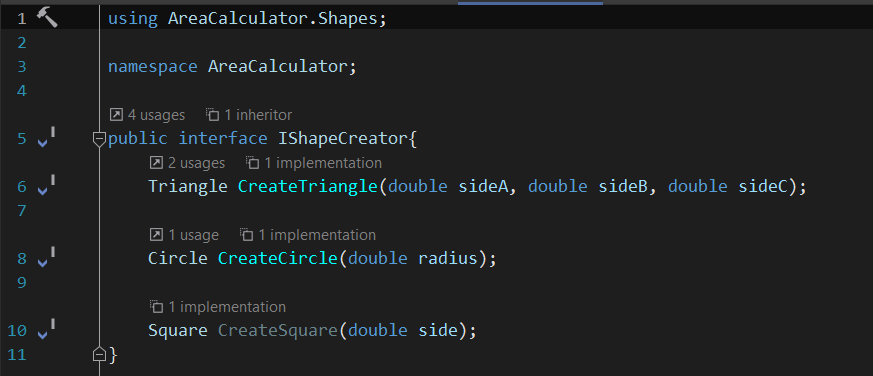 1 using AreaCalculator.Shapes;
2
3 namespace AreaCalculator;
4
4 usages 1 inheritor
5 public interface IShapeCreator{
2 usages 1 implementation
6 Triangle CreateTriangle(double sideA, double sideB, double sideC);
7
1 usage 1 implementation
8 Circle CreateCircle(double radius);
9
1 implementation
10 Square CreateSquare(double side);
11 }